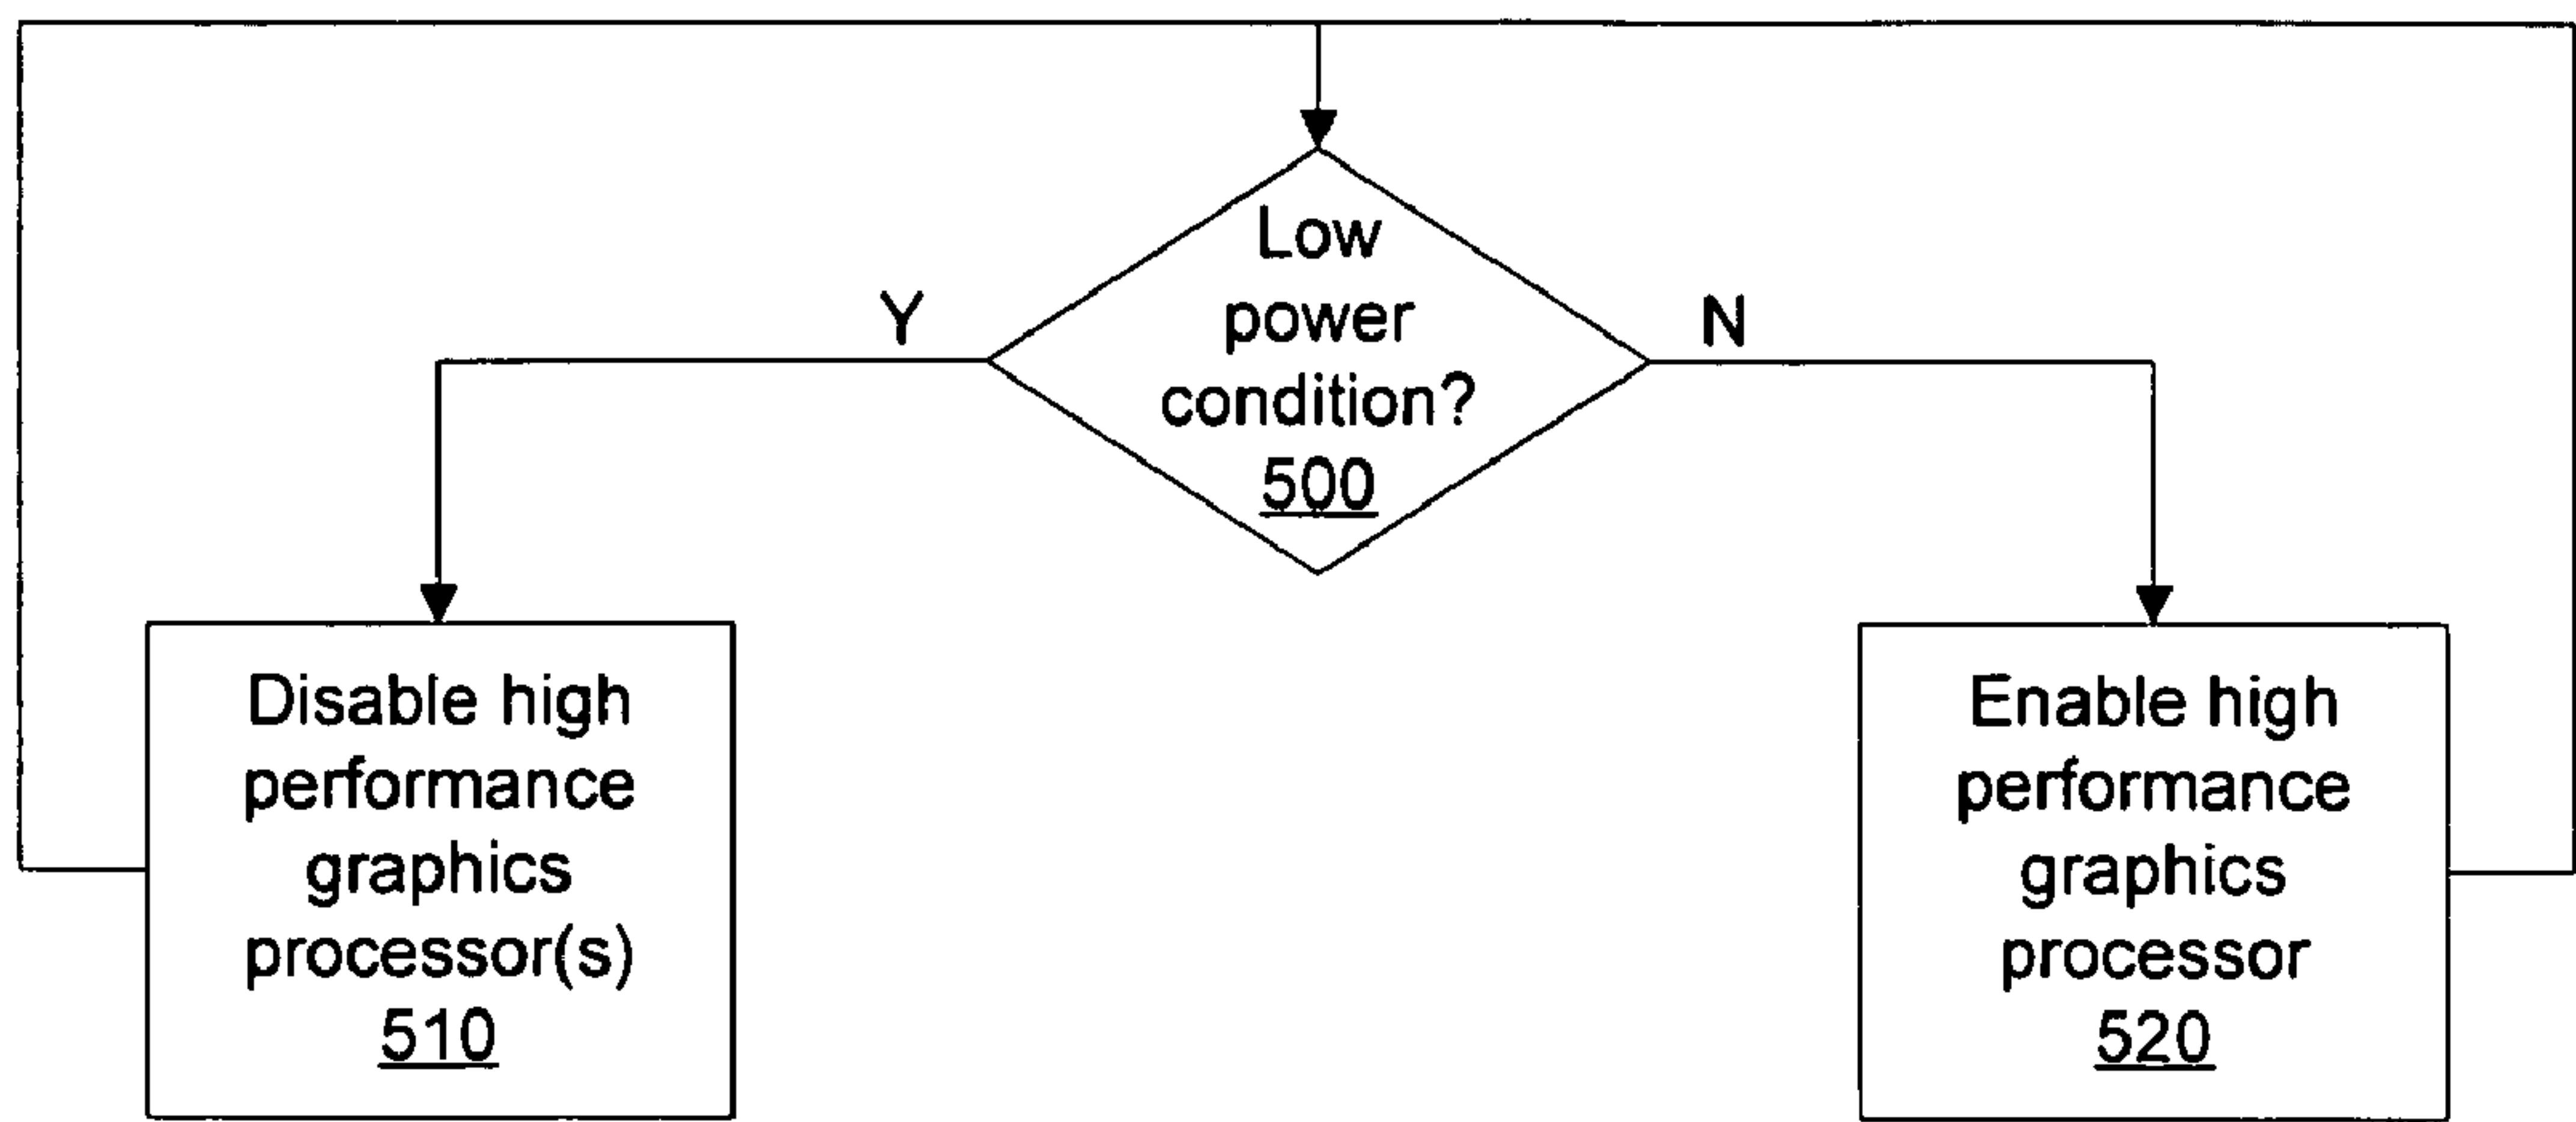 Low
power
condition?
500
Y
N
Disable high
performance
graphics
processor(s)
510
Enable high
performance
graphics
processor
520